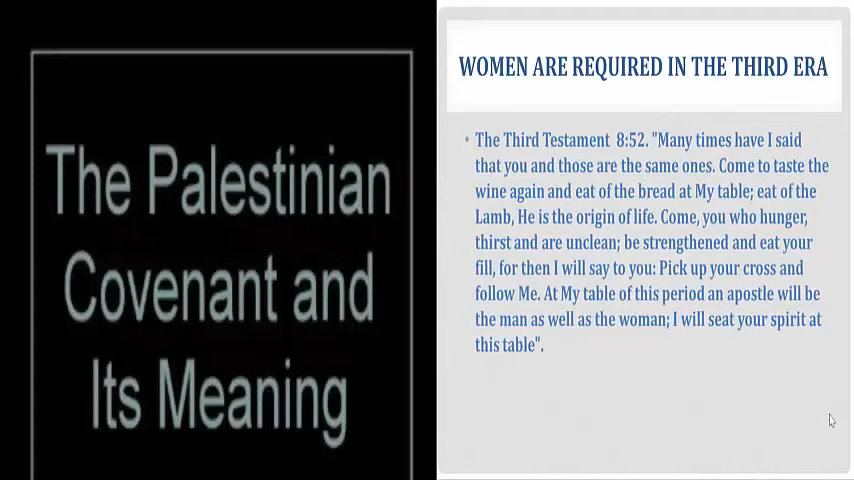 The Palestinian
Covenant and
Its Meaning
WOMEN ARE REQUIRED IN THE THIRD ERA
The Third Testament 8:52. "Many times have I said
that you and those are the same ones. Come to taste the
wine again and eat of the bread at My table; eat of the
Lamb, He is the origin of life. Come, you who hunger,
thirst and are unclean; be strengthened and eat your
fill, for then I will say to you: Pick up your cross and
follow Me. At My table of this period an apostle will be
the man as well as the woman; I will seat your spirit at
this table".